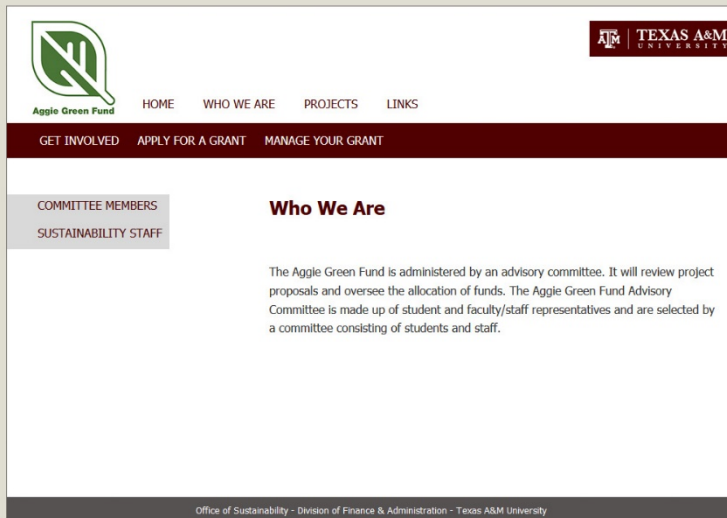 ATM | TEXAS A&M
UNIVERSITY
Aggie Green Fund
HOME WHO WE ARE PROJECTS LINKS
GET INVOLVED APPLY FOR A GRANT MANAGE YOUR GRANT
COMMITTEE MEMBERS
SUSTAINABILITY STAFF
Who We Are
The Aggie Green Fund is administered by an advisory committee. It will review project
proposals and oversee the allocation of funds. The Aggie Green Fund Advisory
Committee is made up of student and faculty/staff representatives and are selected by
a committee consisting of students and staff.
Office of Sustainability - Division of Finance & Administration - Texas A&M University